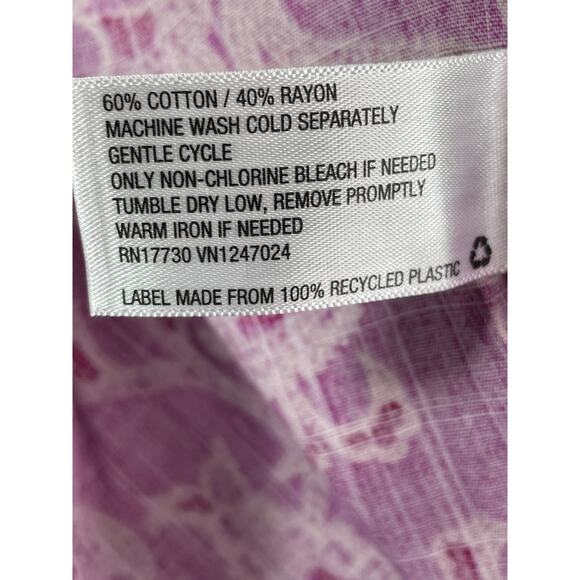 60% COTTON / 40% RAYON
MACHINE WASH COLD SEPARATELY
GENTLE CYCLE
ONLY NON-CHLORINE BLEACH IF NEEDED
TUMBLE DRY LOW, REMOVE PROMPTLY
WARM IRON IF NEEDED
RN17730 VN1247024
LABEL MADE FROM 100% RECYCLED PLASTIC